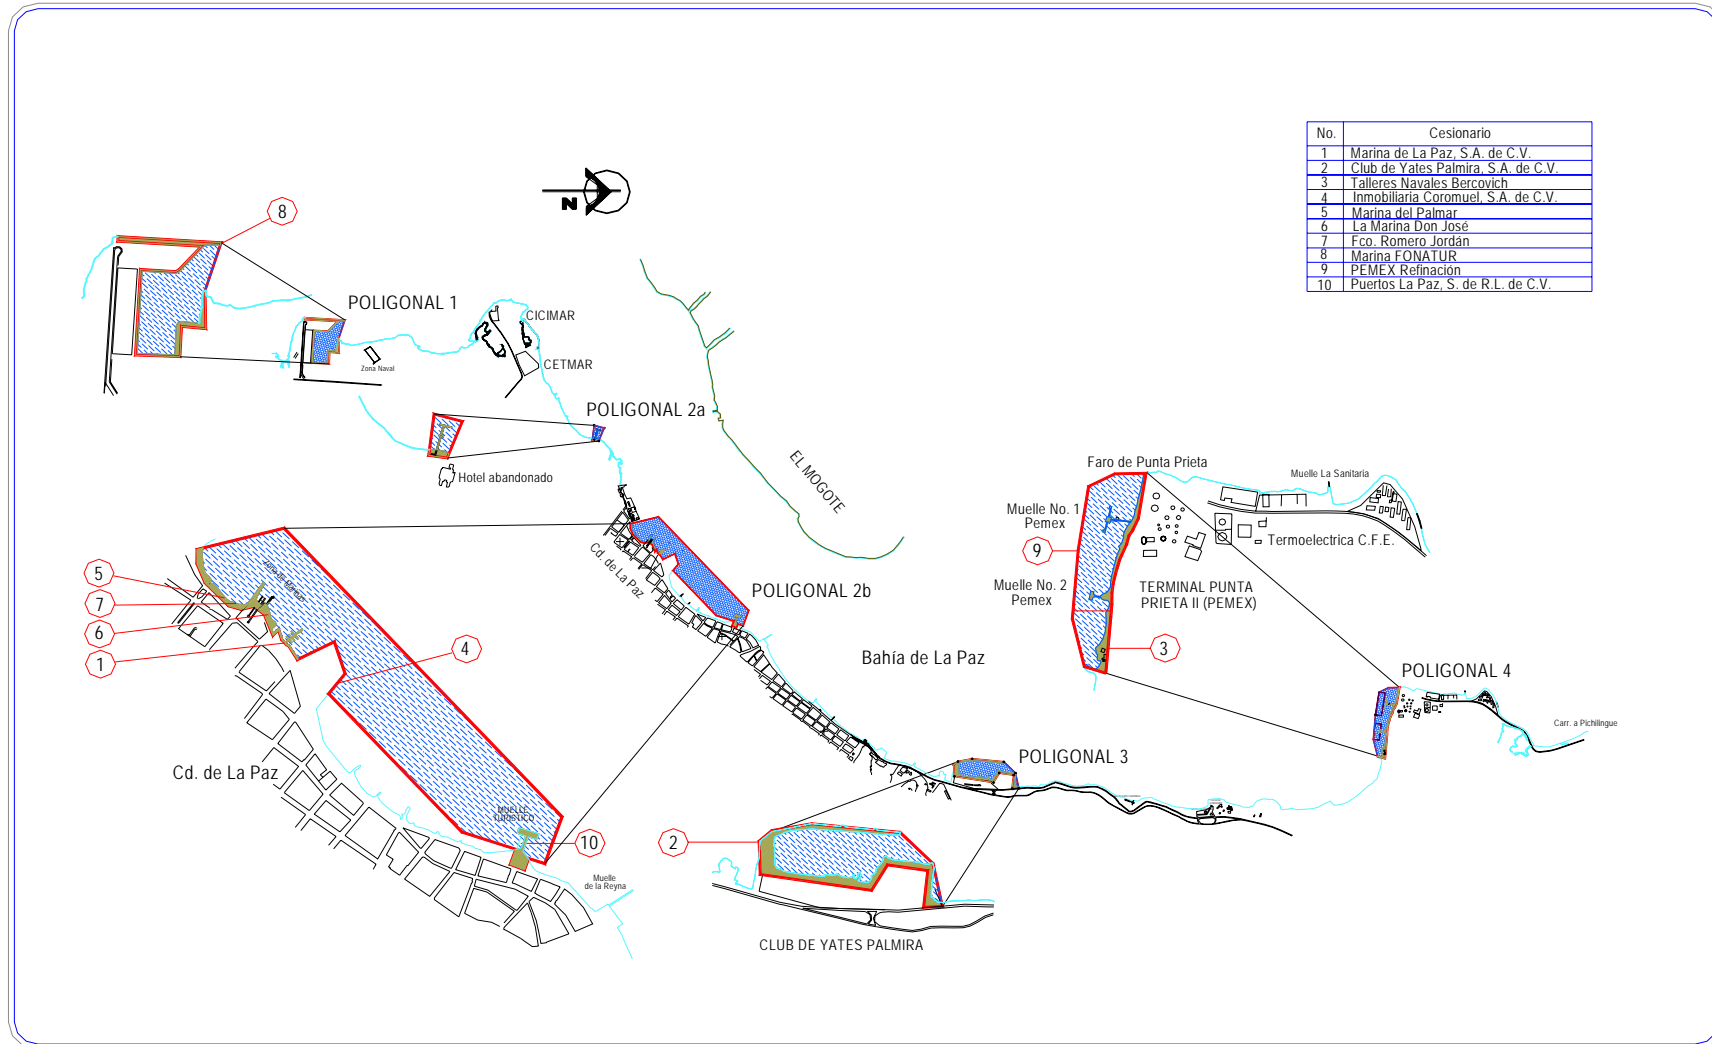 No. Cesionario
1 Marina de La Paz, S.A. de C.V.
2 Club de Yates Palmira, S.A. de C.V.
3 Talleres Navales Bercovich
4 Inmobiliaria Coromuel, S.A. de C.V.
5 Marina del Palmar
6 La Marina Don José
7 Fco. Romero Jordán
8 Marina FONATUR
9 PEMEX Refinación
10 Puertos La Paz, S. de R.L. de C.V.
N
8
POLIGONAL 1
Zona Naval
CICIMAR
CETMAR
POLIGONAL 2a
Hotel abandonado
EL MOGOTE
Cd. de La Paz
POLIGONAL 2b
5
7
6
1
4
Zona de Marinas
Cd. de La Paz
MUELLE
TURISTICO
10
Muelle
de la Reyna
Bahía de La Paz
Faro de Punta Prieta
Muelle La Sanitaria
Muelle No. 1
Pemex
9
Termoelectrica C.F.E.
Muelle No. 2
Pemex
TERMINAL PUNTA
PRIETA II (PEMEX)
3
POLIGONAL 4
Carr. a Pichilingue
POLIGONAL 3
2
CLUB DE YATES PALMIRA